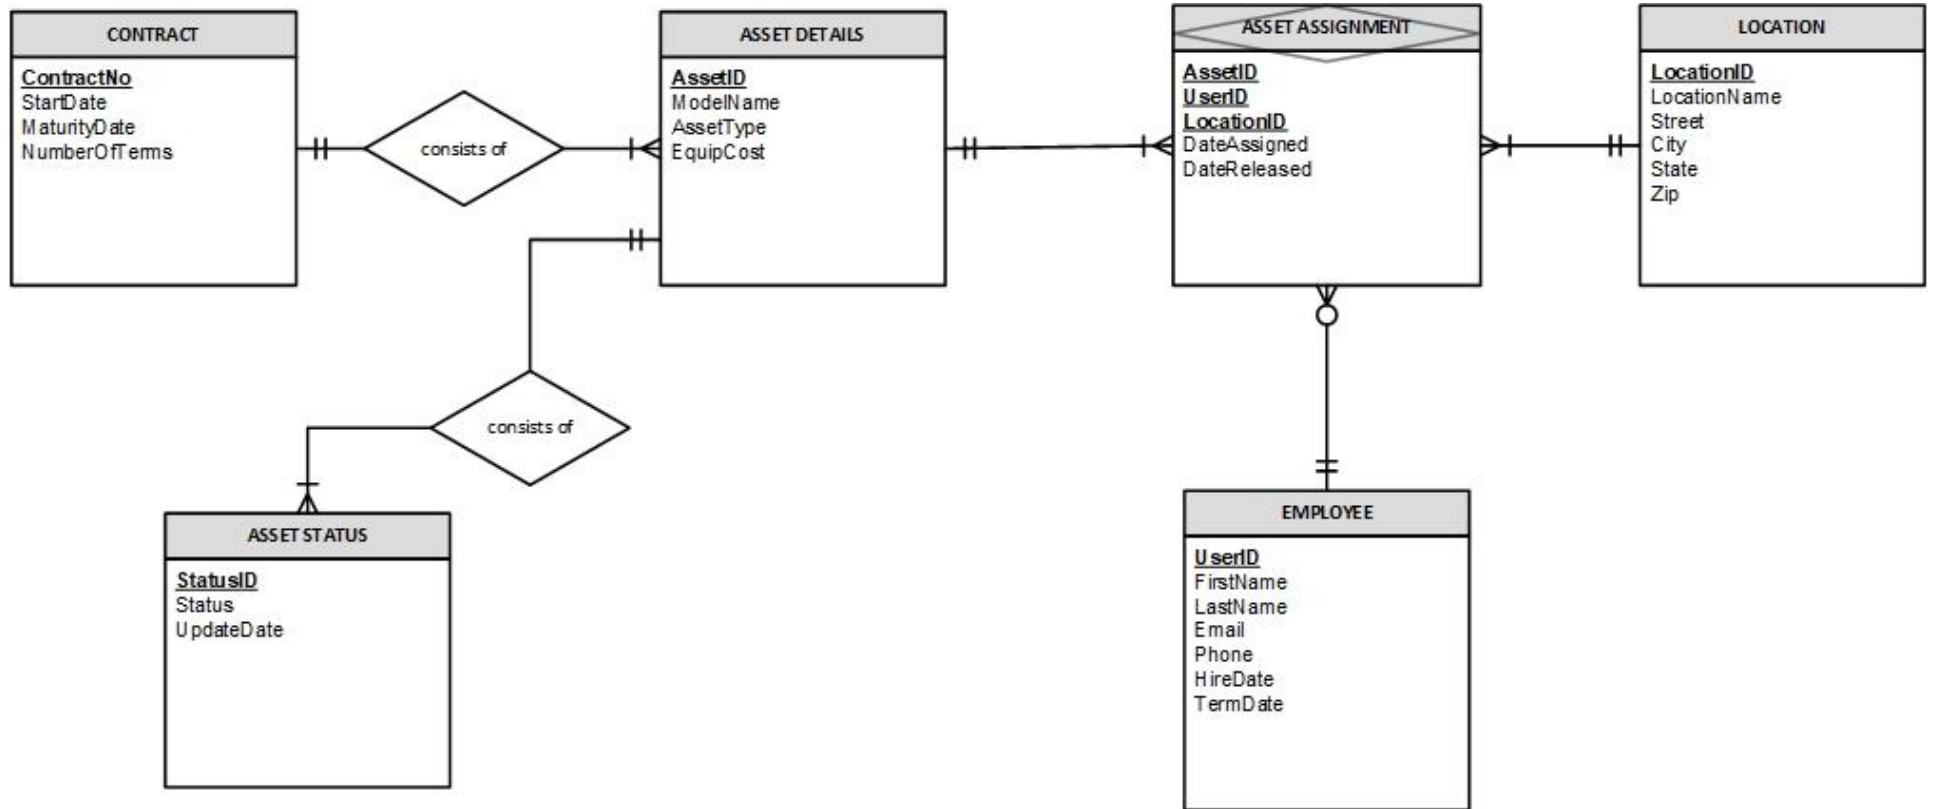 CONTRACT
ContractNo
StartDate
MaturityDate
NumberOfTerms
consists of
ASSET DETAILS
AssetID
ModelName
AssetType
EquipCost
ASSET ASSIGNMENT
AssetID
UserID
LocationID
DateAssigned
DateReleased
LOCATION
LocationID
LocationName
Street
City
State
Zip
consists of
ASSET STATUS
StatusID
Status
UpdateDate
EMPLOYEE
UserID
FirstName
LastName
Email
Phone
HireDate
TermDate